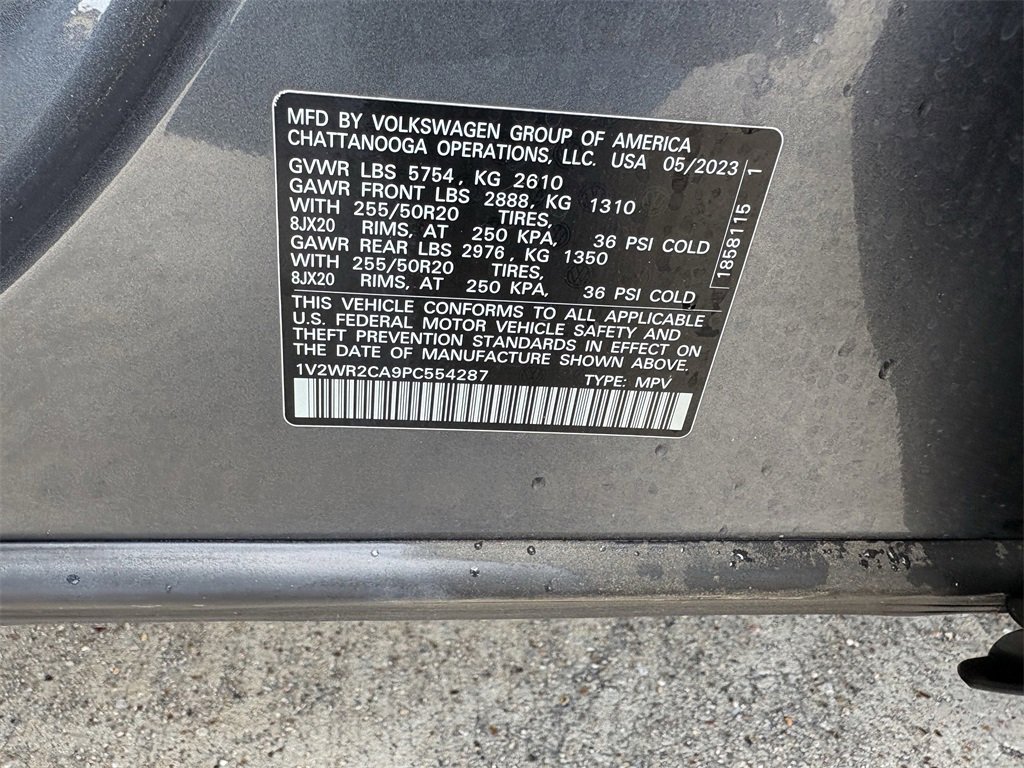 MFD BY VOLKSWAGEN GROUP OF AMERICA
CHATTANOOGA OPERATIONS, LLC. USA 05/2023
GVWR LBS 5754, KG 2610
GAWR FRONT LBS 2888, KG 1310
WITH 255/50R20 TIRES,
8JX20 RIMS, AT 250 KPA, 36 PSI COLD
GAWR REAR LBS 2976, KG 1350
WITH 255/50R20 TIRES,
8JX20 RIMS, AT 250 KPA, 36 PSI COLD
1858115 1
THIS VEHICLE CONFORMS TO ALL APPLICABLE
U.S. FEDERAL MOTOR VEHICLE SAFETY AND
THEFT PREVENTION STANDARDS IN EFFECT ON
THE DATE OF MANUFACTURE SHOWN ABOVE.
1V2WR2CA9PC554287 TYPE: MPV